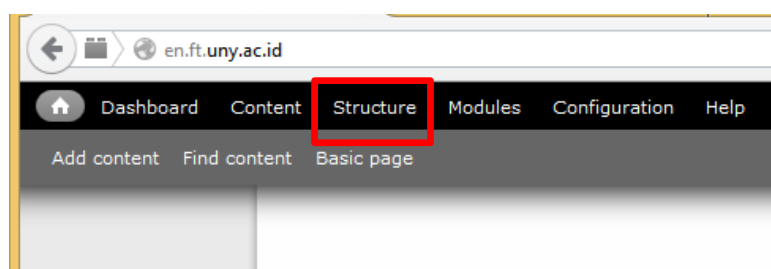 en.ft.uny.ac.id
Dashboard Content Structure Modules Configuration Help
Add content Find content Basic page